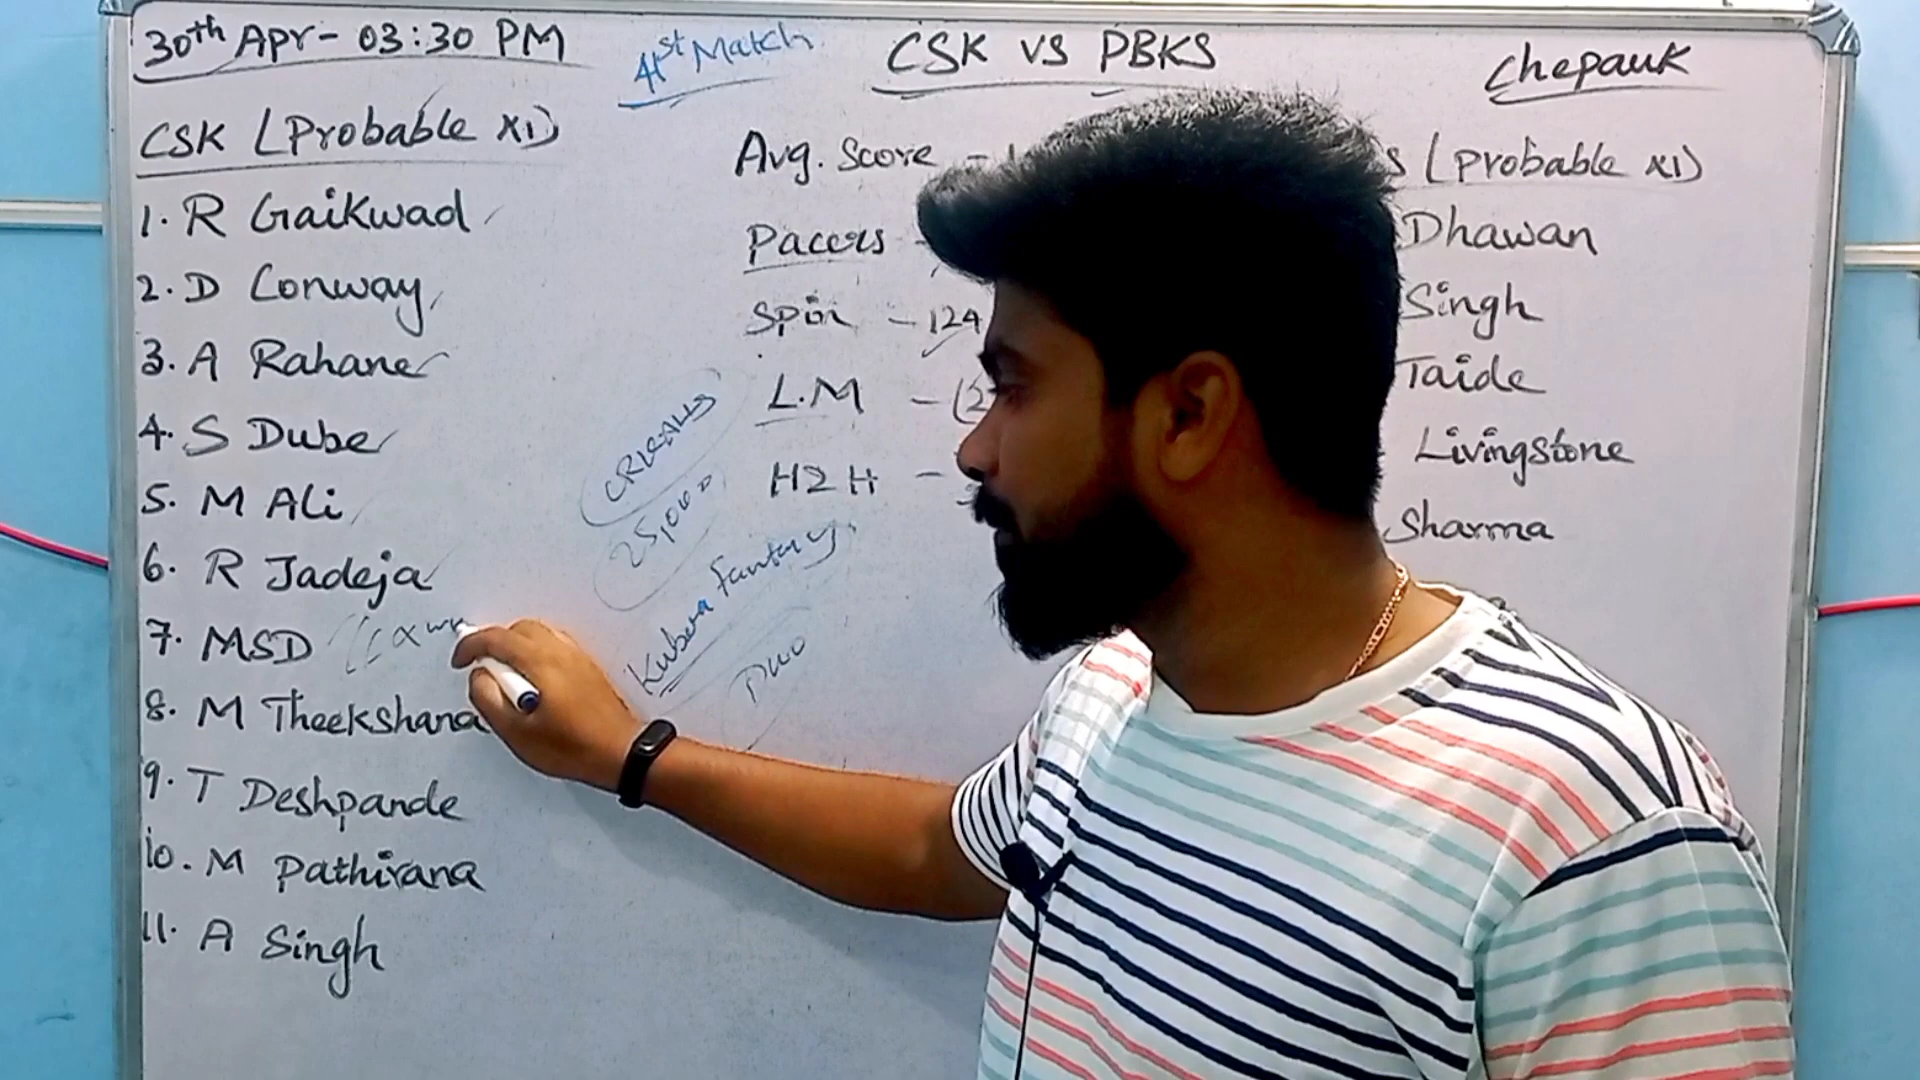 30th Apr - 03:30 PM
41st Match
CSK VS PBKS
Chepauk
CSK (Probable XI)
1. R Gaikwad
2. D Conway
3. A Rahane
4. S Dube
5. M Ali
6. R Jadeja
7. MSD
8. M Theekshana
9. T Deshpande
10. M Pathirana
11. A Singh
Avg. Score -
Pacers -
Spin - 124
L.M - (2
H2H -
25,000
Kubera Fantasy
Duo
(Probable XI)
Dhawan
Singh
Taide
Livingstone
Sharma